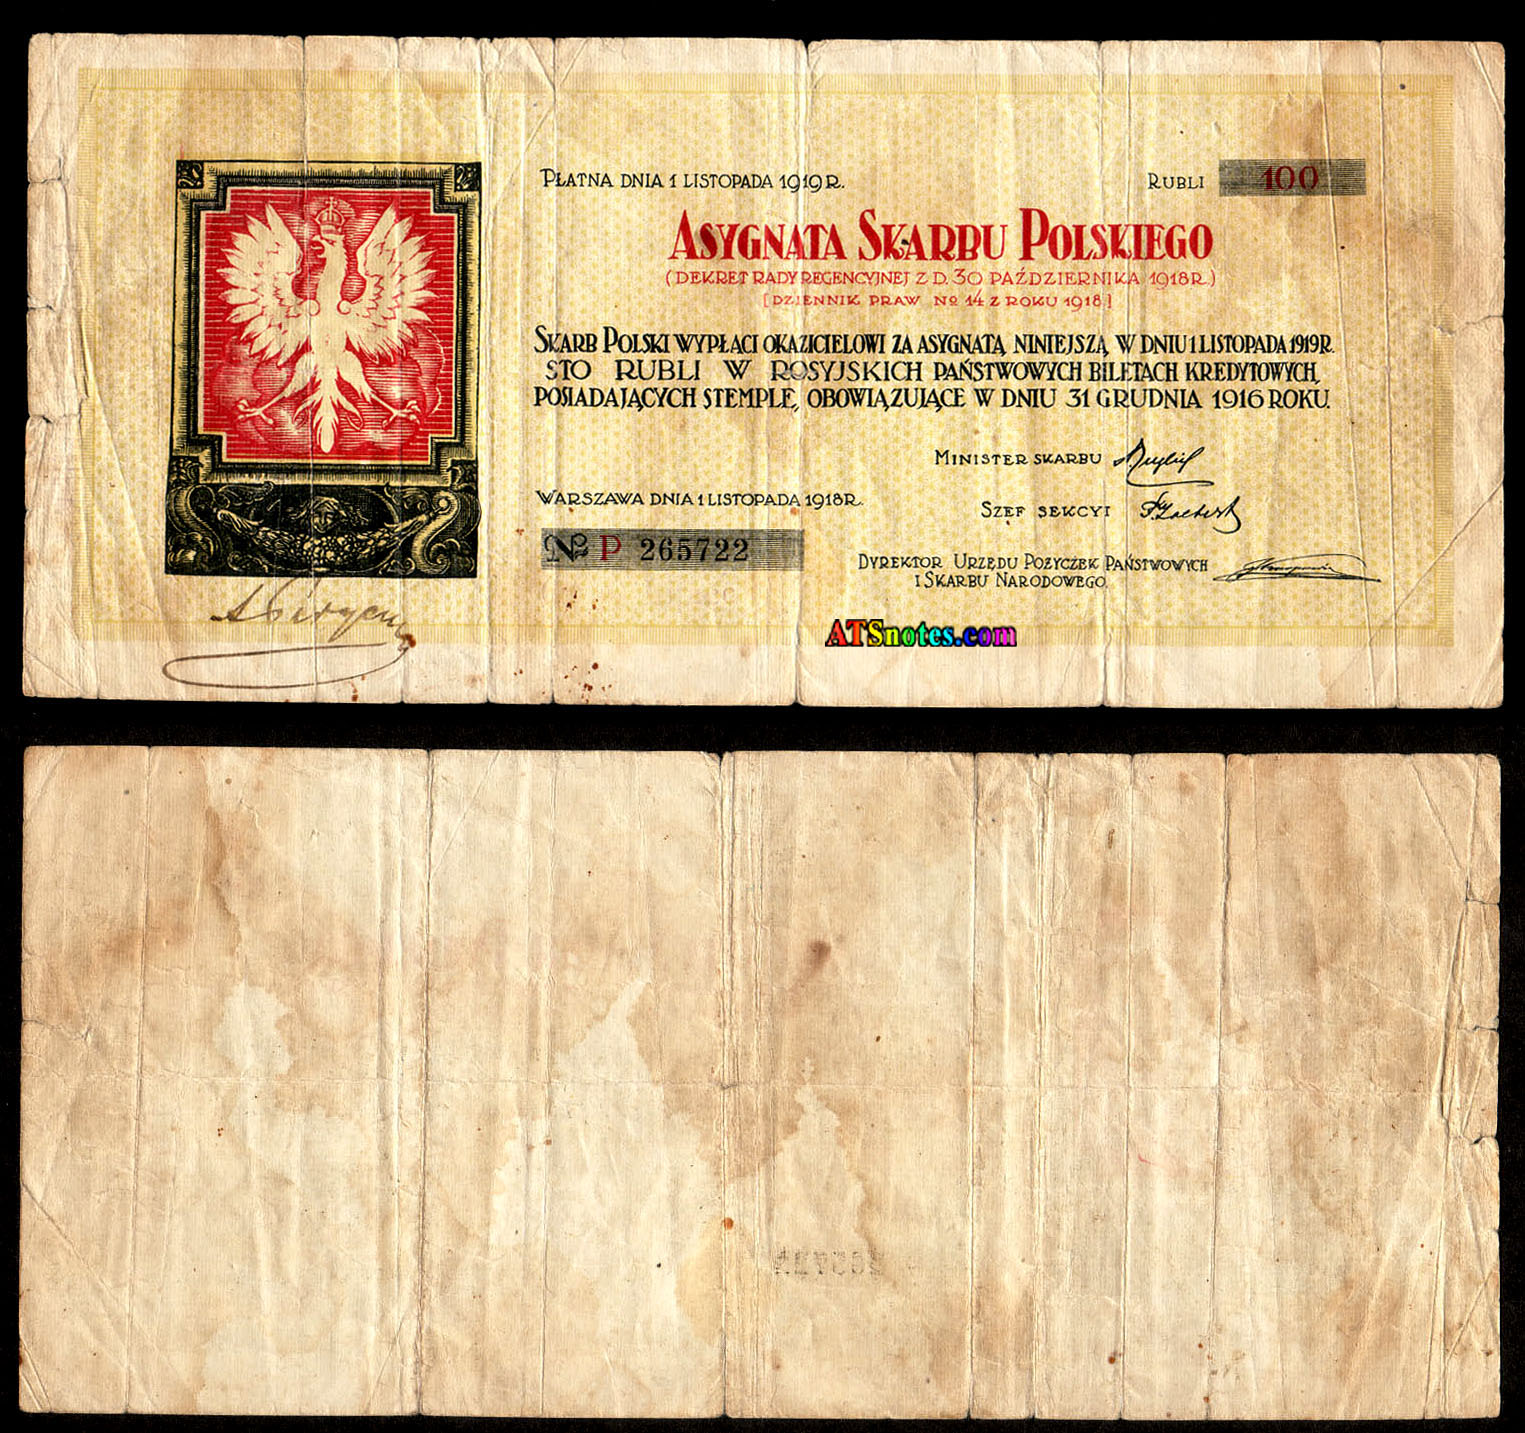 PŁATNA DNIA 1 LISTOPADA 1919 R.
RUBLI 100
ASYGNATA SKARBU POLSKIEGO
(DEKRET RADY REGENCYJNEJ Z D. 30 PAŹDZIERNIKA 1918 R.)
[DZIENNIK PRAW No 14 Z ROKU 1918]
SKARB POLSKI WYPŁACI OKAZICIELOWI ZA ASYGNATĄ NINIEJSZĄ W DNIU 1 LISTOPADA 1919 R.
STO RUBLI W ROSYJSKICH PAŃSTWOWYCH BILETACH KREDYTOWYCH,
POSIADAJĄCYCH STEMPLE, OBOWIĄZUJĄCE W DNIU 31 GRUDNIA 1916 ROKU.
MINISTER SKARBU
WARSZAWA DNIA 1 LISTOPADA 1918 R.
SZEF SEKCYI
No P 265722
DYREKTOR URZĘDU POŻYCZEK PAŃSTWOWYCH
I SKARBU NARODOWEGO.
ATSnotes.com